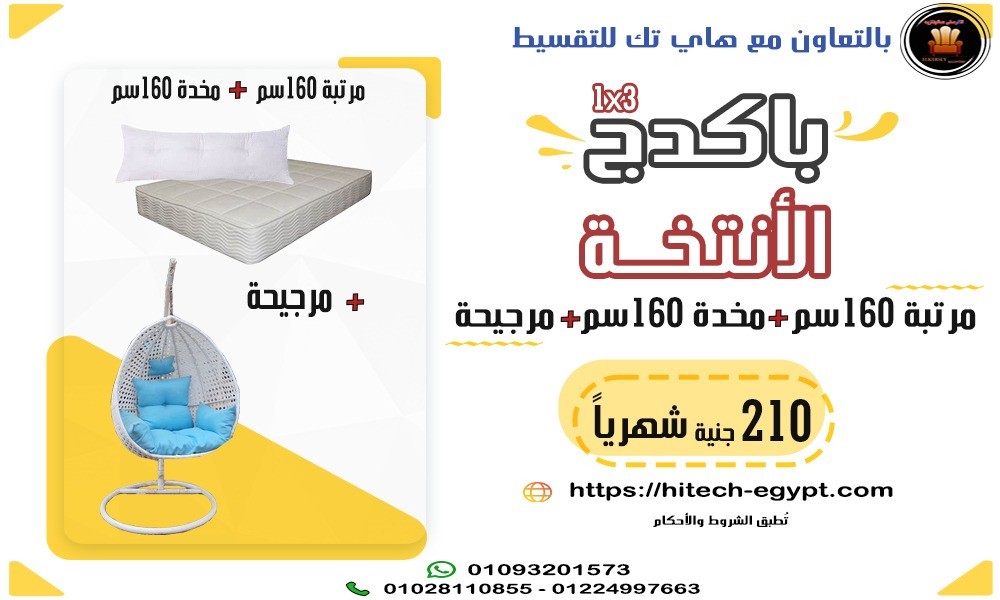 بالتعاون مع هاي تك للتقسيط
باكدج
1x3
الأنتخـة
مرتبة 160سم+مخدة 160سم+مرجيحة
210 جنية شهرياً
https://hitech-egypt.com
تُطبق الشروط والأحكام
مرتبة 160سم + مخدة 160سم
+ مرجيحة
01093201573
01028110855 - 01224997663